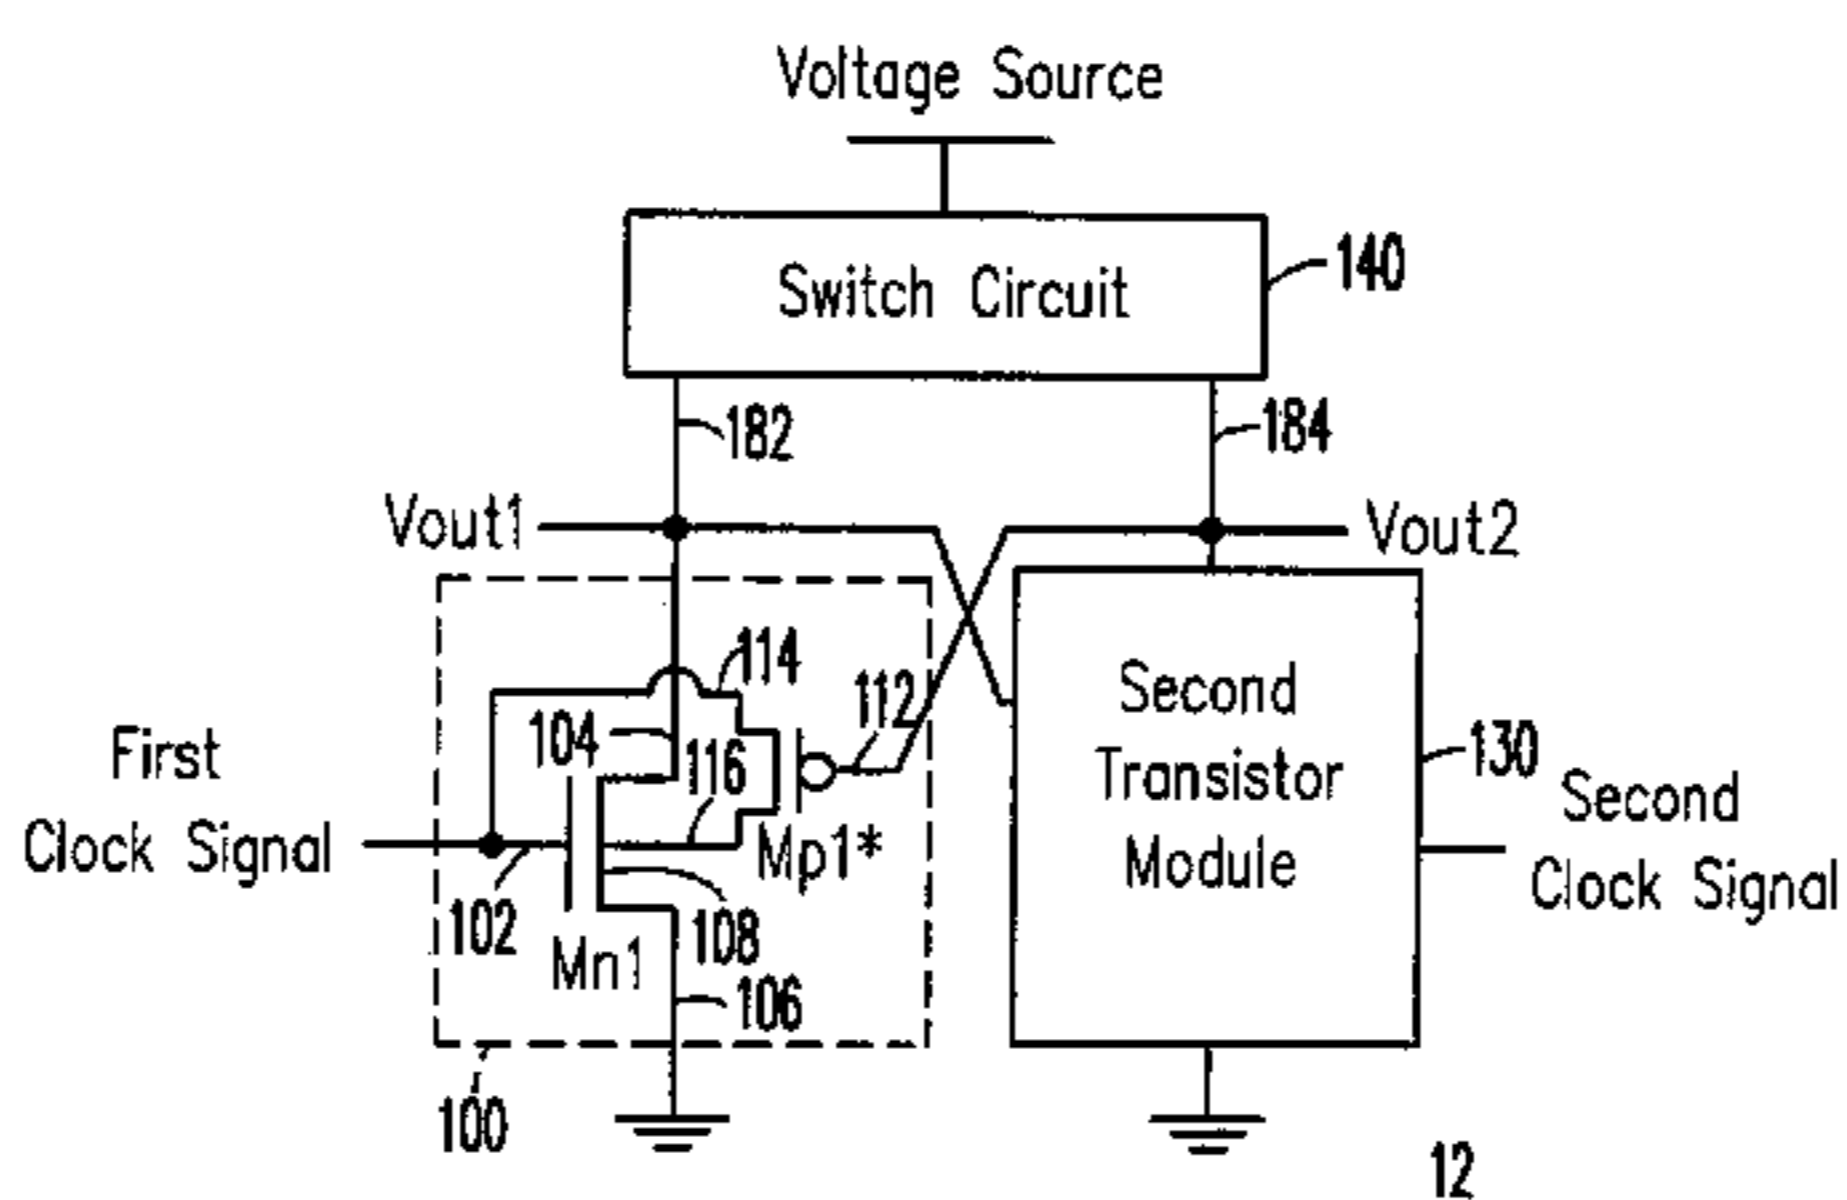 Voltage Source
Switch Circuit
140
182
184
Vout1
Vout2
114
112
104
116
First
Clock Signal
Second
Transistor
Module
130
Second
Clock Signal
Mp1*
102
Mn1
108
106
100
12